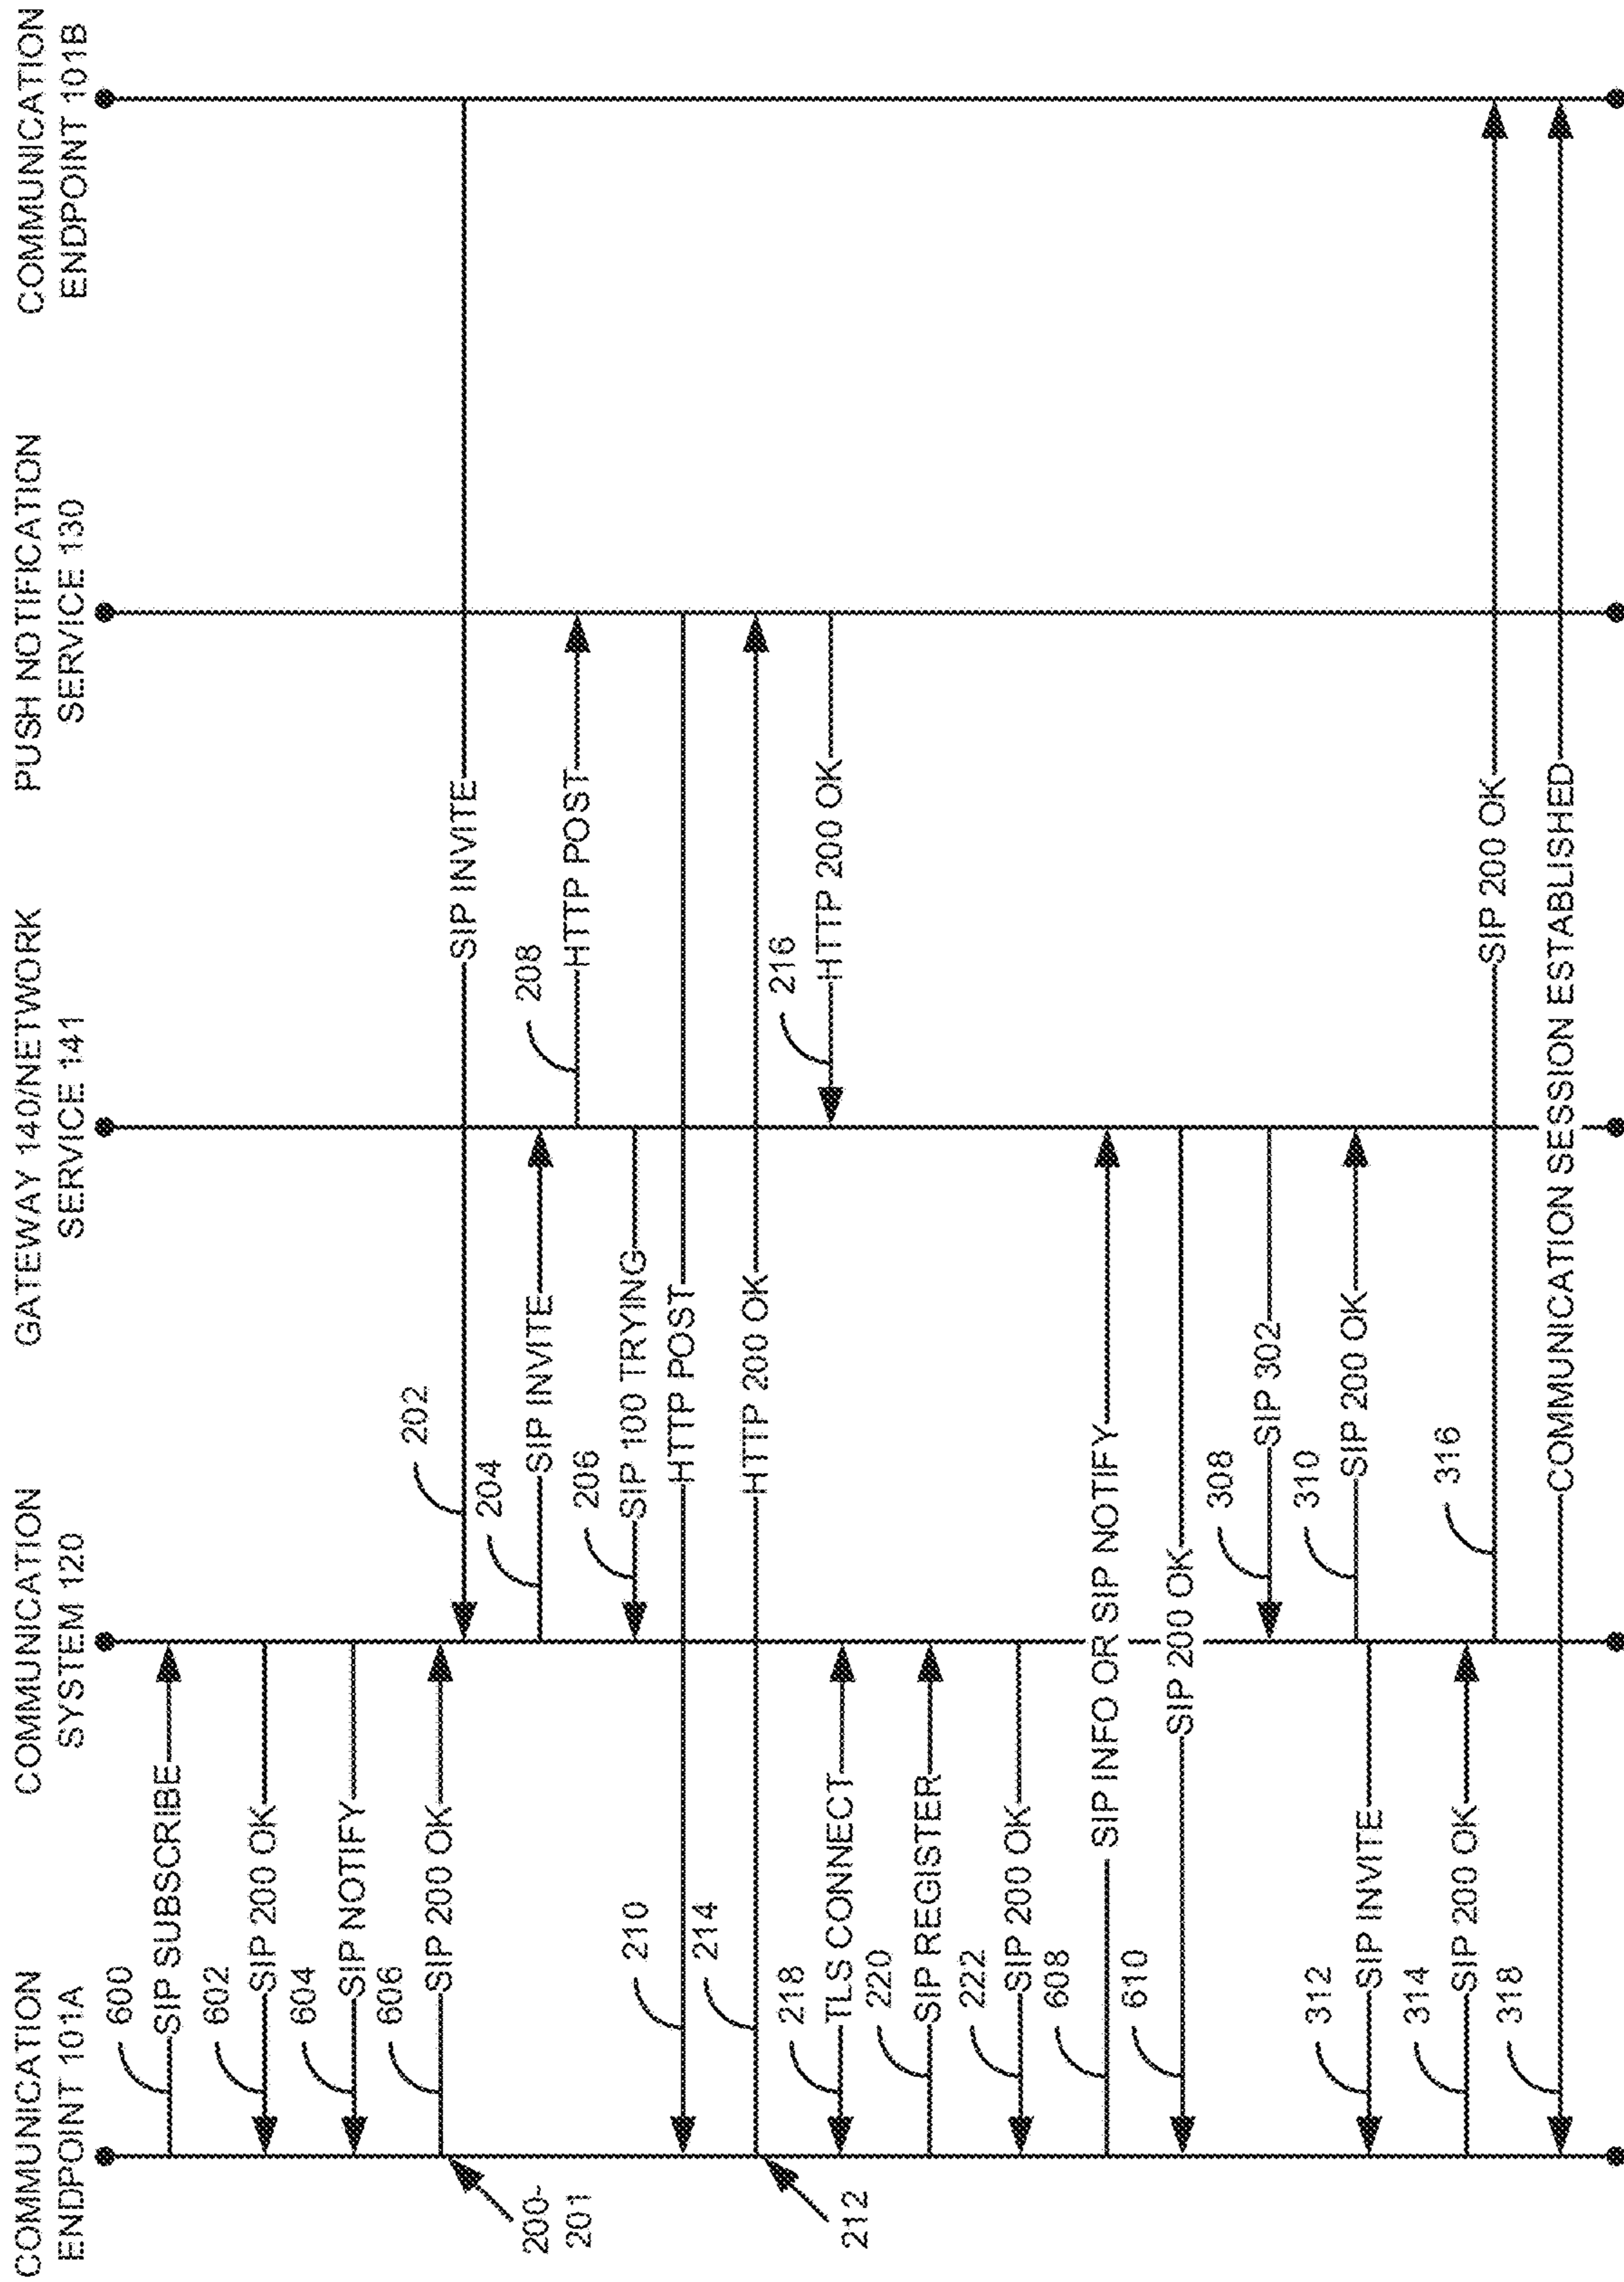 COMMUNICATION
ENDPOINT 101A
COMMUNICATION
SYSTEM 120
GATEWAY 140/NETWORK
SERVICE 141
PUSH NOTIFICATION
SERVICE 130
COMMUNICATION
ENDPOINT 101B
600
SIP SUBSCRIBE
602
SIP 200 OK
604
SIP NOTIFY
606
SIP 200 OK
200-
201
202
SIP INVITE
204
SIP INVITE
208
HTTP POST
206
SIP 100 TRYING
210
HTTP POST
214
HTTP 200 OK
212
216
HTTP 200 OK
218
TLS CONNECT
220
SIP REGISTER
222
SIP 200 OK
608
SIP INFO OR SIP NOTIFY
610
SIP 200 OK
308
SIP 302
310
SIP 200 OK
312
SIP INVITE
314
SIP 200 OK
316
SIP 200 OK
318
COMMUNICATION SESSION ESTABLISHED